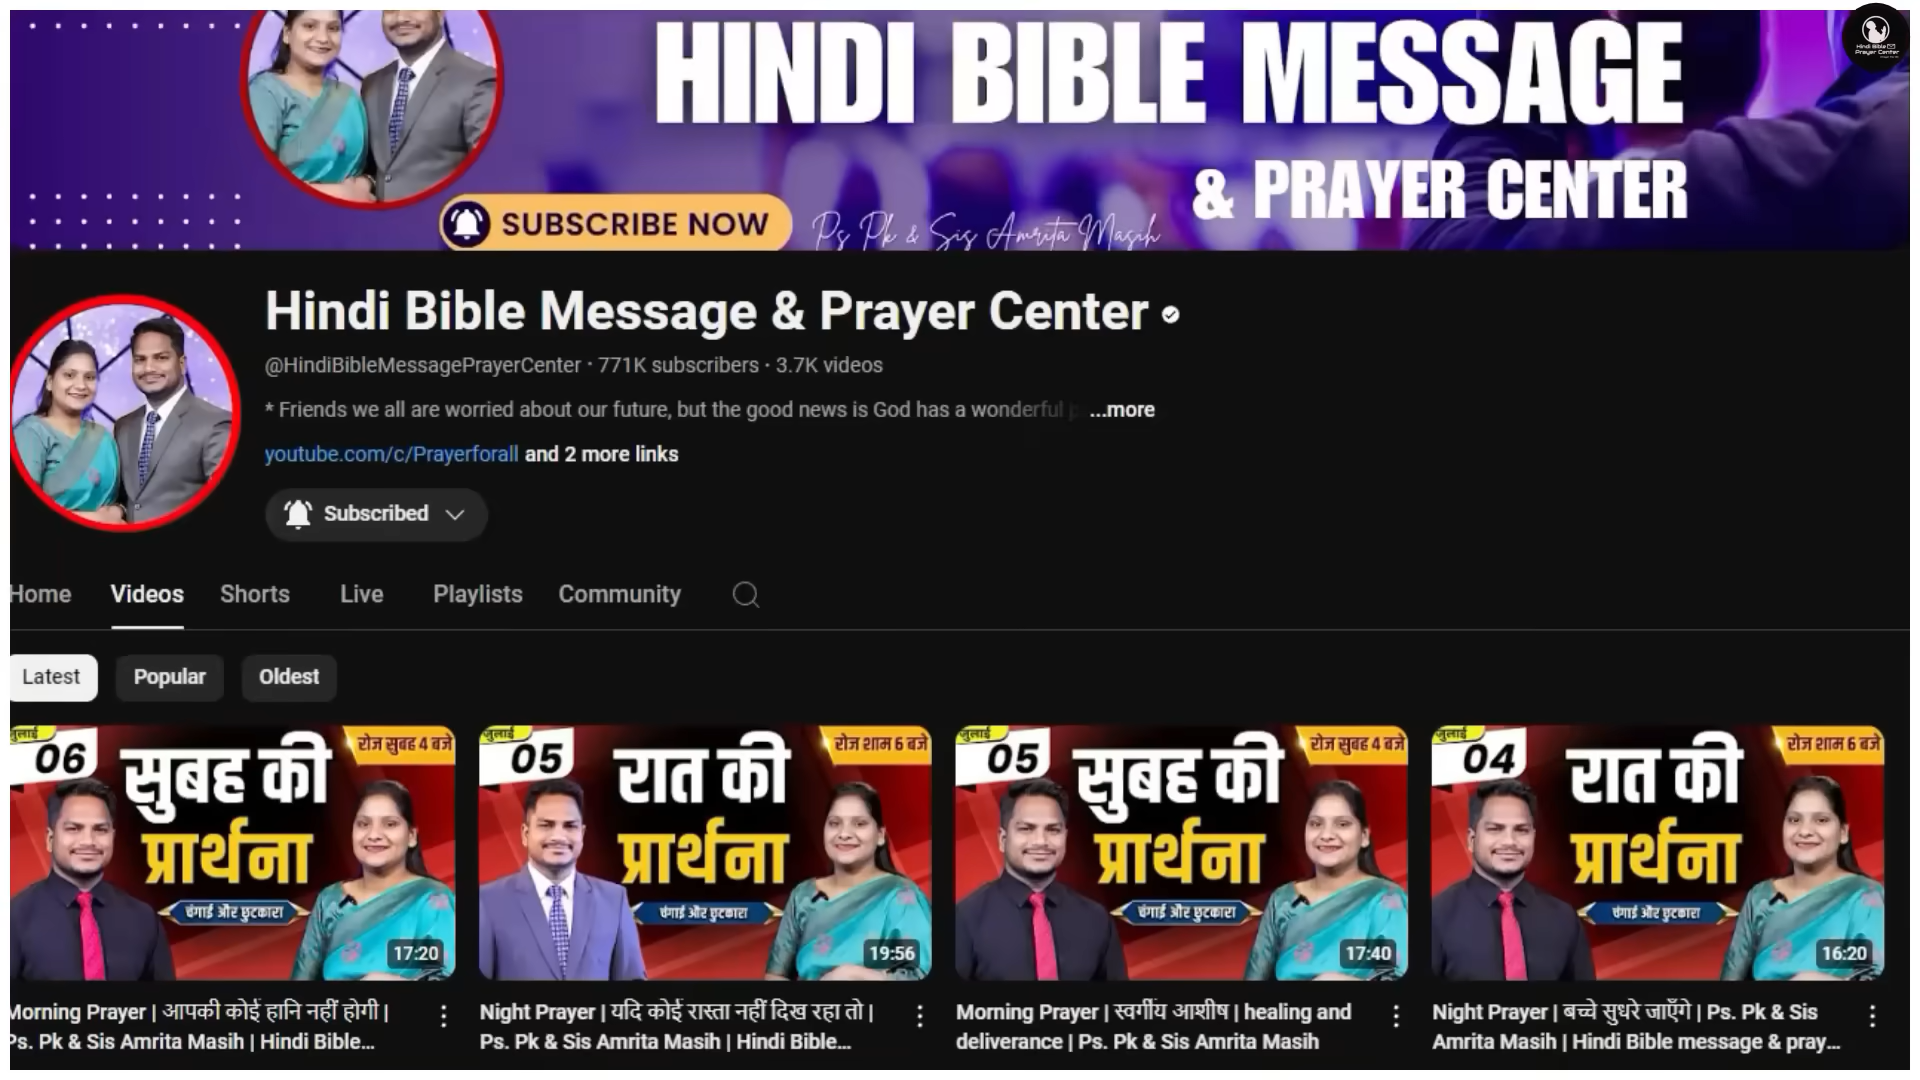 HINDI BIBLE MESSAGE
& PRAYER CENTER
SUBSCRIBE NOW
Ps Pk & Sis Amrita Masih
Hindi Bible
Prayer Center
Hindi Bible Message & Prayer Center
@HindiBibleMessagePrayerCenter · 771K subscribers · 3.7K videos
* Friends we all are worried about our future, but the good news is God has a wonderful ...more
youtube.com/c/Prayerforall and 2 more links
Subscribed
Home Videos Shorts Live Playlists Community
Latest Popular Oldest
जुलाई
06
रोज सुबह 4 बजे
सुबह की
प्रार्थना
चंगाई और छुटकारा
17:20
Morning Prayer | आपकी कोई हानि नहीं होगी |
Ps. Pk & Sis Amrita Masih | Hindi Bible...
जुलाई
05
रोज शाम 6 बजे
रात की
प्रार्थना
चंगाई और छुटकारा
19:56
Night Prayer | यदि कोई रास्ता नहीं दिख रहा तो |
Ps. Pk & Sis Amrita Masih | Hindi Bible...
जुलाई
05
रोज सुबह 4 बजे
सुबह की
प्रार्थना
चंगाई और छुटकारा
17:40
Morning Prayer | स्वर्गीय आशीष | healing and
deliverance | Ps. Pk & Sis Amrita Masih
जुलाई
04
रोज शाम 6 बजे
रात की
प्रार्थना
चंगाई और छुटकारा
16:20
Night Prayer | बच्चे सुधरे जाएँगे | Ps. Pk & Sis
Amrita Masih | Hindi Bible message & pray...